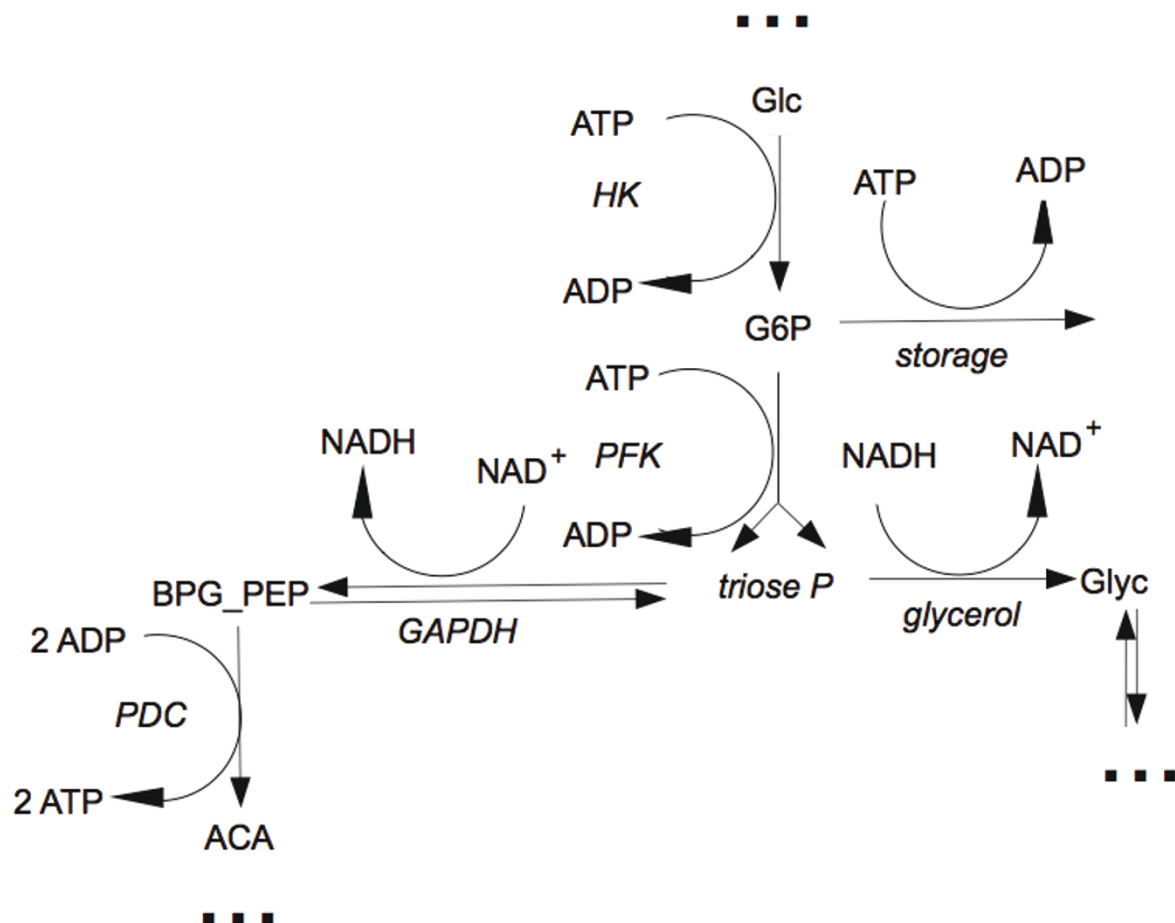 ...
Glc
ATP
HK
ATP
ADP
ADP
G6P
storage
ATP
NADH
NAD+
PFK
NADH
NAD+
ADP
triose P
Glyc
BPG_PEP
GAPDH
glycerol
2 ADP
PDC
...
2 ATP
ACA
...